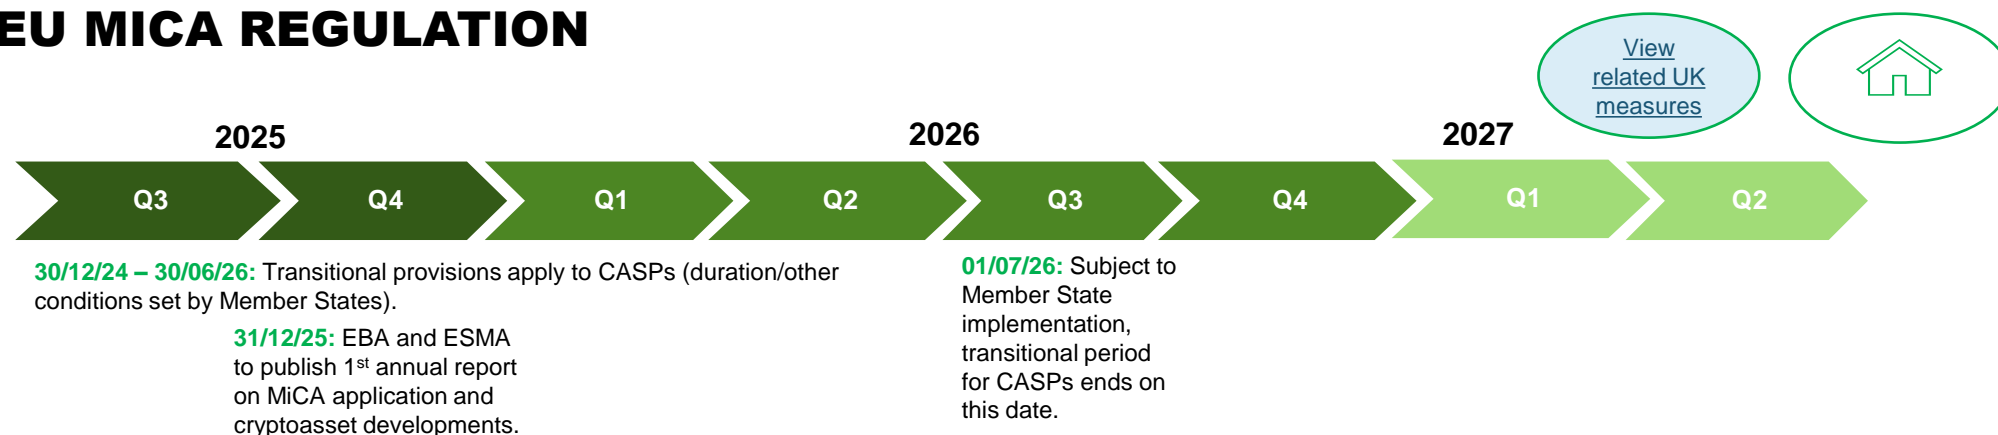 EU MICA REGULATION
View
related UK
measures
2025
2026
2027
Q3
Q4
Q1
Q2
Q3
Q4
Q1
Q2
30/12/24 – 30/06/26: Transitional provisions apply to CASPs (duration/other
conditions set by Member States).
31/12/25: EBA and ESMA
to publish 1st annual report
on MiCA application and
cryptoasset developments.
01/07/26: Subject to
Member State
implementation,
transitional period
for CASPs ends on
this date.